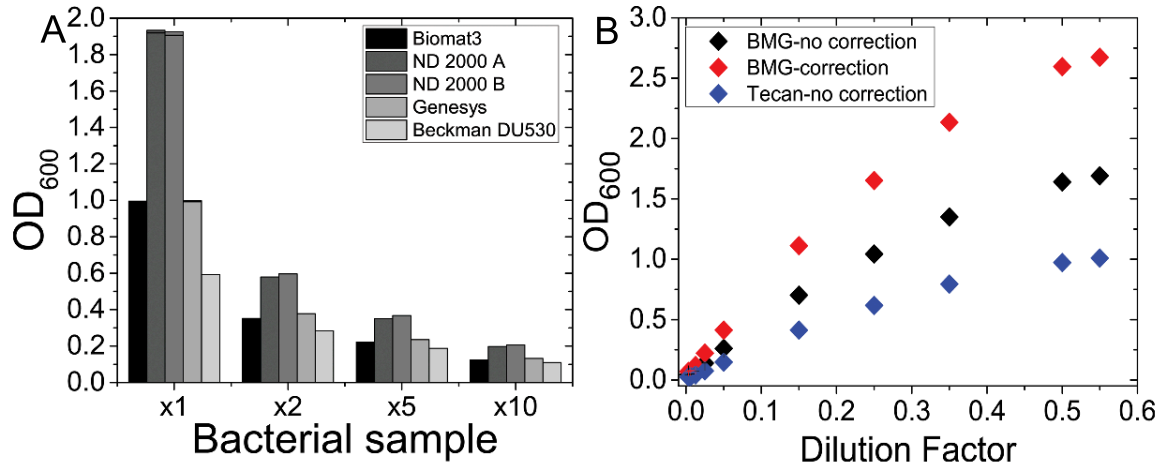 A
OD600
2.0
1.8
1.6
1.4
1.2
1.0
0.8
0.6
0.4
0.2
0.0
Biomat3
ND 2000 A
ND 2000 B
Genesys
Beckman DU530
x1 x2 x5 x10
Bacterial sample
B
OD600
3.0
2.5
2.0
1.5
1.0
0.5
0.0
BMG-no correction
BMG-correction
Tecan-no correction
0.0 0.1 0.2 0.3 0.4 0.5 0.6
Dilution Factor